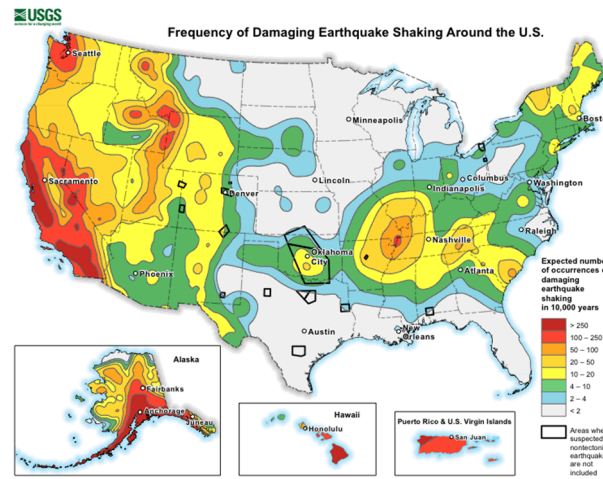 USGS
science for a changing world
Frequency of Damaging Earthquake Shaking Around the U.S.
Seattle
Minneapolis
Bost
Sacramento
Denver
Lincoln
Columbus
Indianapolis
Washington
Oklahoma
City
Nashville
Raleigh
Phoenix
Atlanta
Austin
New
Orleans
Expected numbe
of occurrences o
damaging
earthquake
shaking
in 10,000 years
> 250
100 - 250
50 - 100
20 - 50
10 - 20
4 - 10
2 - 4
< 2
Areas whe
suspected
nontectoni
earthquake
are not
included
Alaska
Fairbanks
Anchorage
Juneau
Hawaii
Honolulu
Puerto Rico & U.S. Virgin Islands
San Juan